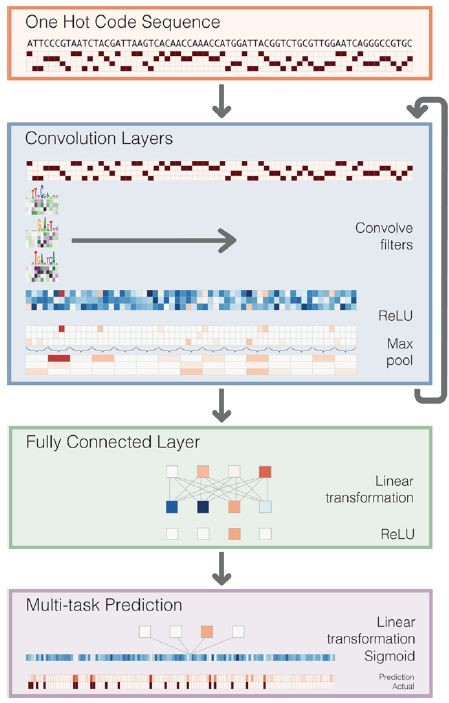 One Hot Code Sequence
ATTCCCGTAATCTACGATTAAGTCACAACCAAACCATGGATTACGGTCTGCGTTGGAATCAGGGCCGTGC
Convolution Layers
Convolve
filters
ReLU
Max
pool
Fully Connected Layer
Linear
transformation
ReLU
Multi-task Prediction
Linear
transformation
Sigmoid
Prediction
Actual